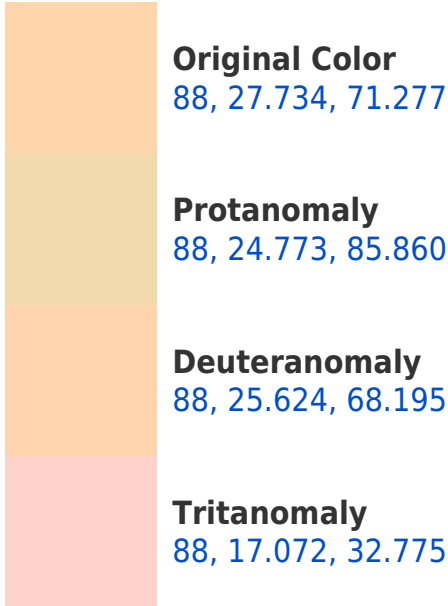 Original Color
88, 27.734, 71.277
Protanomaly
88, 24.773, 85.860
Deuteranomaly
88, 25.624, 68.195
Tritanomaly
88, 17.072, 32.775